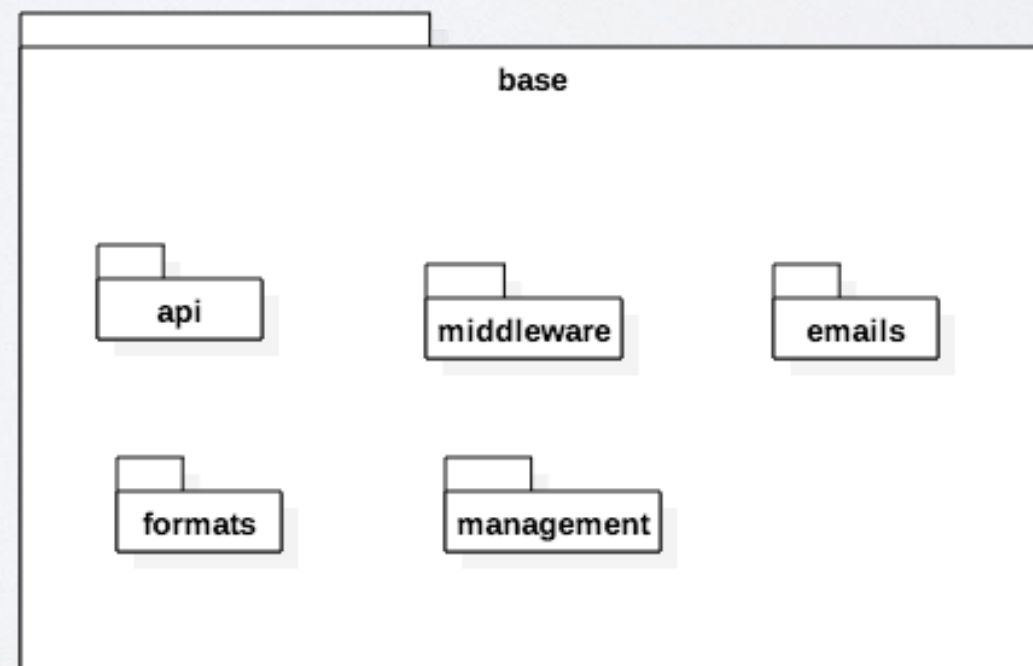 base
api
middleware
emails
formats
management